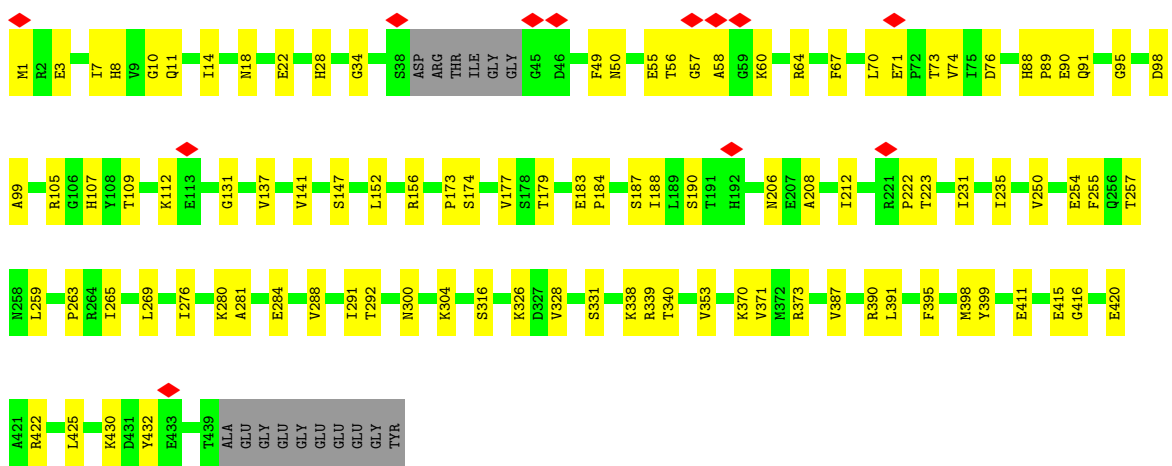 M1 R2 E3 I7 H8 V9 G10 Q11 I14 N18 E22 H28 G34 S38 ASP ARG THR ILE GLY GLY G45 D46 F49 N50 E55 T56 G57 A58 G59 K60 R64 F67 L70 E71 P72 T73 V74 I75 D76 H88 P89 E90 Q91 G95 D98
A99 R105 G106 H107 Y108 T109 K112 E113 G131 V137 V141 S147 L152 R156 P173 S174 V177 S178 T179 E183 P184 S187 I188 L189 S190 T191 H192 N206 E207 A208 I212 R221 P222 T223 I231 I235 V250 E254 F255 Q256 T257
N258 L259 P263 R264 I265 L269 I276 K280 A281 E284 V288 I291 T292 N300 K304 S316 K326 D327 V328 S331 K338 R339 T340 V353 K370 V371 M372 R373 V387 R390 L391 F395 M398 Y399 E411 E415 G416 E420
A421 R422 L425 K430 D431 Y432 E433 T439 ALA GLU GLY GLU GLY GLU GLU GLU GLY TYR